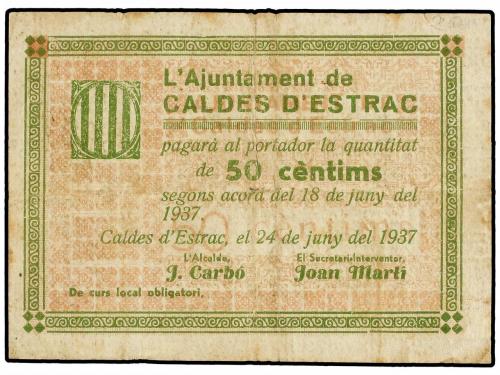 L'Ajuntament de
CALDES D'ESTRAC
pagarà al portador la quantitat
de 50 cèntims
segons acord del 18 de juny del
1937.
Caldes d'Estrac, el 24 de juny del 1937
L'Alcalde, El Secretari-Interventor,
J. Carbó Joan Martí
De curs local obligatori.